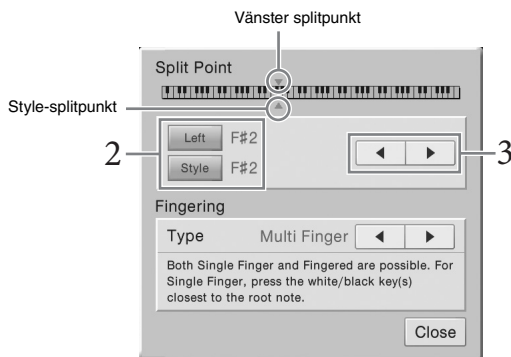 Vänster splitpunkt
Split Point
Style-splitpunkt
2
Left F#2
3
Style F#2
Fingering
Type Multi Finger
Both Single Finger and Fingered are possible. For
Single Finger, press the white/black key(s)
closest to the root note.
Close